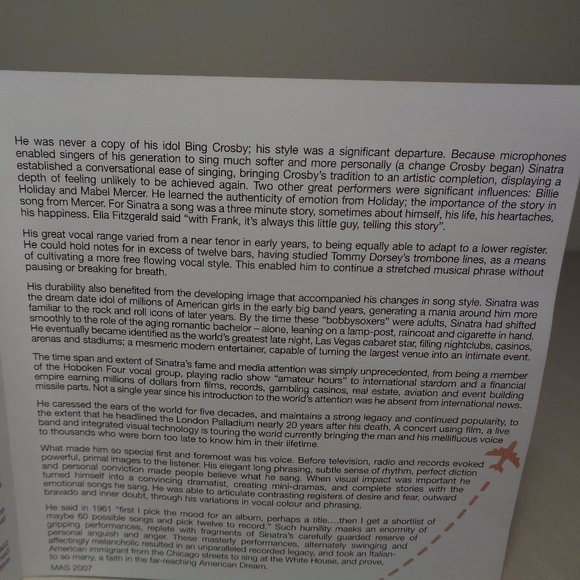 He was never a copy of his idol Bing Crosby; his style was a significant departure. Because microphones
enabled singers of his generation to sing much softer and more personally (a change Crosby began) Sinatra
established a conversational ease of singing, bringing Crosby's tradition to an artistic completion, displaying a
depth of feeling unlikely to be achieved again. Two other great performers were significant influences: Billie
Holiday and Mabel Mercer. He learned the authenticity of emotion from Holiday; the importance of the story in
song from Mercer. For Sinatra a song was a three minute story, sometimes about himself, his life, his heartaches,
his happiness. Ella Fitzgerald said "with Frank, it's always this little guy, telling this story".
His great vocal range varied from a near tenor in early years, to being equally able to adapt to a lower register.
He could hold notes for in excess of twelve bars, having studied Tommy Dorsey's trombone lines, as a means
of cultivating a more free flowing vocal style. This enabled him to continue a stretched musical phrase without
pausing or breaking for breath.
His durability also benefited from the developing image that accompanied his changes in song style. Sinatra was
the dream date idol of millions of American girls in the early big band years, generating a mania around him more
familiar to the rock and roll icons of later years. By the time these "bobbysoxers" were adults, Sinatra had shifted
smoothly to the role of the aging romantic bachelor – alone, leaning on a lamp-post, raincoat and cigarette in hand.
He eventually became identified as the world's greatest late night, Las Vegas cabaret star, filling nightclubs, casinos,
arenas and stadiums; a mesmeric modern entertainer, capable of turning the largest venue into an intimate event.
The time span and extent of Sinatra's fame and media attention was simply unprecedented, from being a member
of the Hoboken Four vocal group, playing radio show "amateur hours" to international stardom and a financial
empire earning millions of dollars from films, records, gambling casinos, real estate, aviation and event building
missile parts. Not a single year since his introduction to the world's attention was he absent from international news.
He caressed the ears of the world for five decades, and maintains a strong legacy and continued popularity, to
the extent that he headlined the London Palladium nearly 20 years after his death. A concert using film, a live
band and integrated visual technology is touring the world currently bringing the man and his mellifluous voice
to thousands who were born too late to know him in their lifetime.
What made him so special first and foremost was his voice. Before television, radio and records evoked
powerful, primal images to the listener. His elegant long phrasing, subtle sense of rhythm, perfect diction
and personal conviction made people believe what he sang. When visual impact was important he
turned himself into a convincing dramatist, creating mini-dramas, and complete stories with the
emotional songs he sang. He was able to articulate contrasting registers of desire and fear, outward
bravado and inner doubt, through his variations in vocal colour and phrasing.
He said in 1961 "first I pick the mood for an album, perhaps a title....then I get a shortlist of
maybe 60 possible songs and pick twelve to record." Such humility masks an enormity of
gripping performances, replete with fragments of Sinatra's carefully guarded reserve of
personal anguish and anger. These masterly performances, alternately swinging and
affectingly melancholic resulted in an unparalleled recorded legacy, and took an Italian-
American immigrant from the Chicago streets to sing at the White House, and prove,
to so many, a faith in the far-reaching American Dream.
MAS 2007